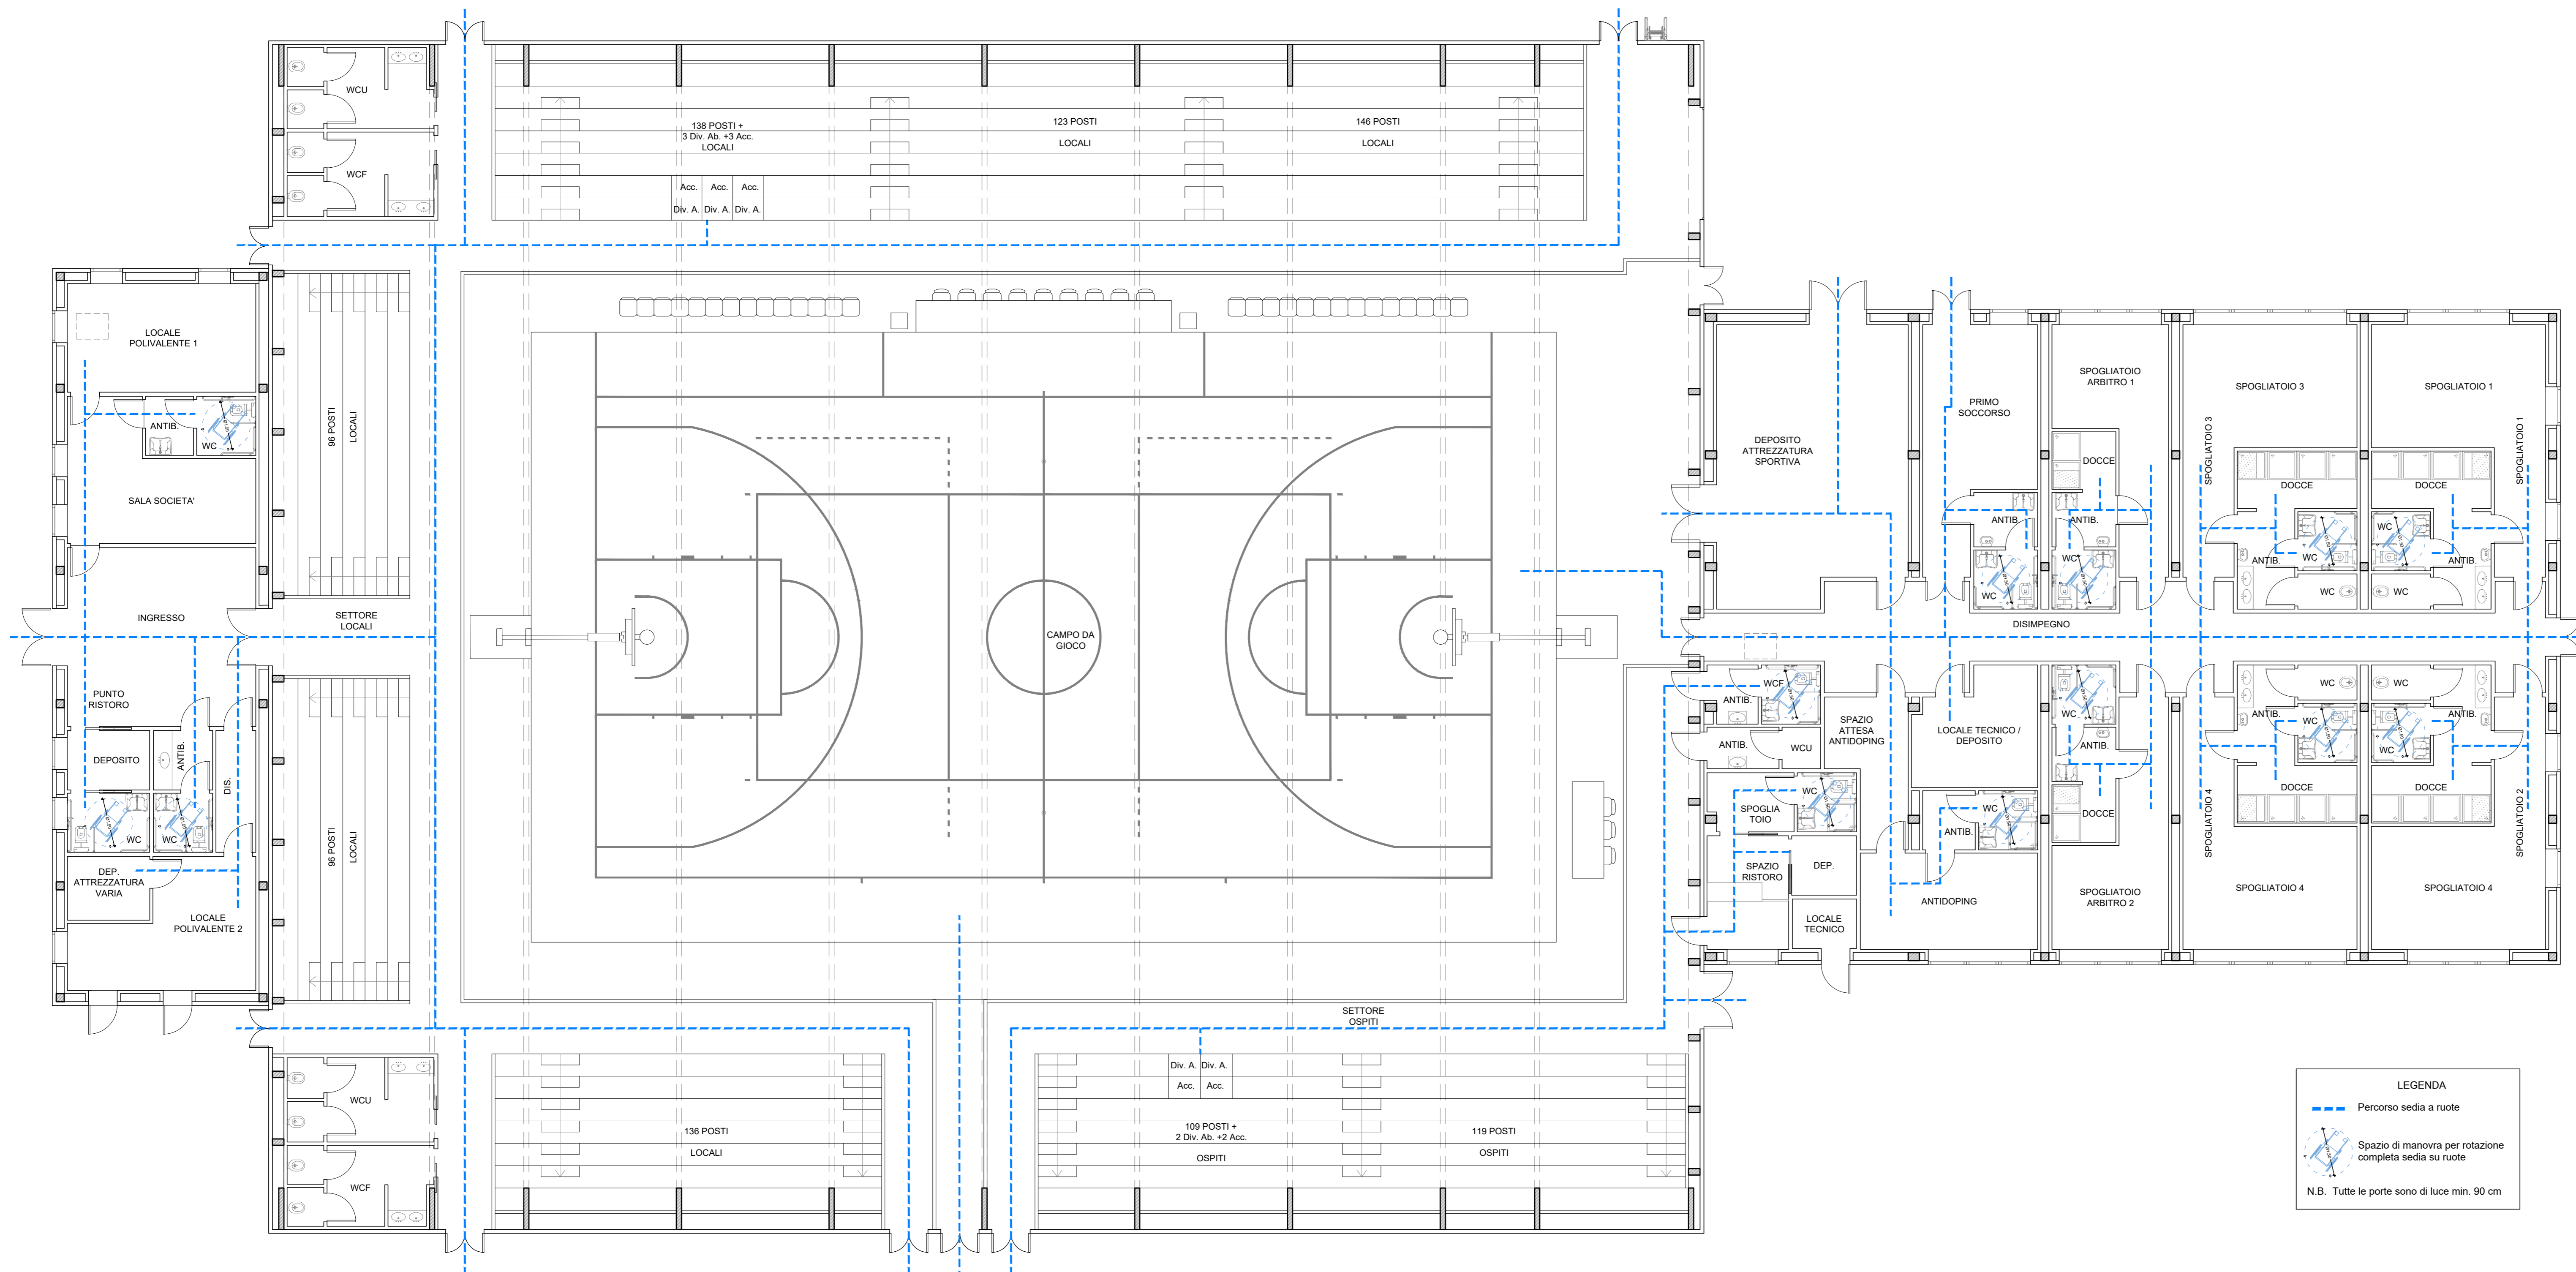 WCU
WCF
138 POSTI +
3 Div. Ab. +3 Acc.
LOCALI
123 POSTI
LOCALI
146 POSTI
LOCALI
Acc. Acc. Acc.
Div. A. Div. A. Div. A.
LOCALE
POLIVALENTE 1
ANTIB.
WC
SALA SOCIETA'
96 POSTI
LOCALI
INGRESSO
SETTORE
LOCALI
PUNTO
RISTORO
DEPOSITO
ANTIB.
DIS.
WC
WC
DEP.
ATTREZZATURA
VARIA
LOCALE
POLIVALENTE 2
96 POSTI
LOCALI
CAMPO DA
GIOCO
DEPOSITO
ATTREZZATURA
SPORTIVA
PRIMO
SOCCORSO
ANTIB
WC
SPOGLIATOIO
ARBITRO 1
DOCCE
ANTIB.
WC
SPOGLIATOIO 3
SPOGLIATOIO 3
DOCCE
WC
ANTIB.
WC
SPOGLIATOIO 1
SPOGLIATOIO 1
DOCCE
WC
ANTIB.
WC
DISIMPEGNO
WCF
ANTIB.
ANTIB.
WCU
SPAZIO
ATTESA
ANTIDOPING
LOCALE TECNICO /
DEPOSITO
WC
ANTIB.
DOCCE
WC
ANTIB.
WC
DOCCE
SPOGLIATOIO 4
WC
ANTIB.
WC
DOCCE
SPOGLIATOIO 2
SPOGLIA
TOIO
WC
SPAZIO
RISTORO
DEP.
LOCALE
TECNICO
WC
ANTIB.
ANTIDOPING
SPOGLIATOIO
ARBITRO 2
SPOGLIATOIO 4
SPOGLIATOIO 4
SETTORE
OSPITI
WCU
WCF
136 POSTI
LOCALI
Div. A. Div. A.
Acc. Acc.
109 POSTI +
2 Div. Ab. +2 Acc.
OSPITI
119 POSTI
OSPITI
LEGENDA
Percorso sedia a ruote
Spazio di manovra per rotazione
completa sedia su ruote
N.B. Tutte le porte sono di luce min. 90 cm